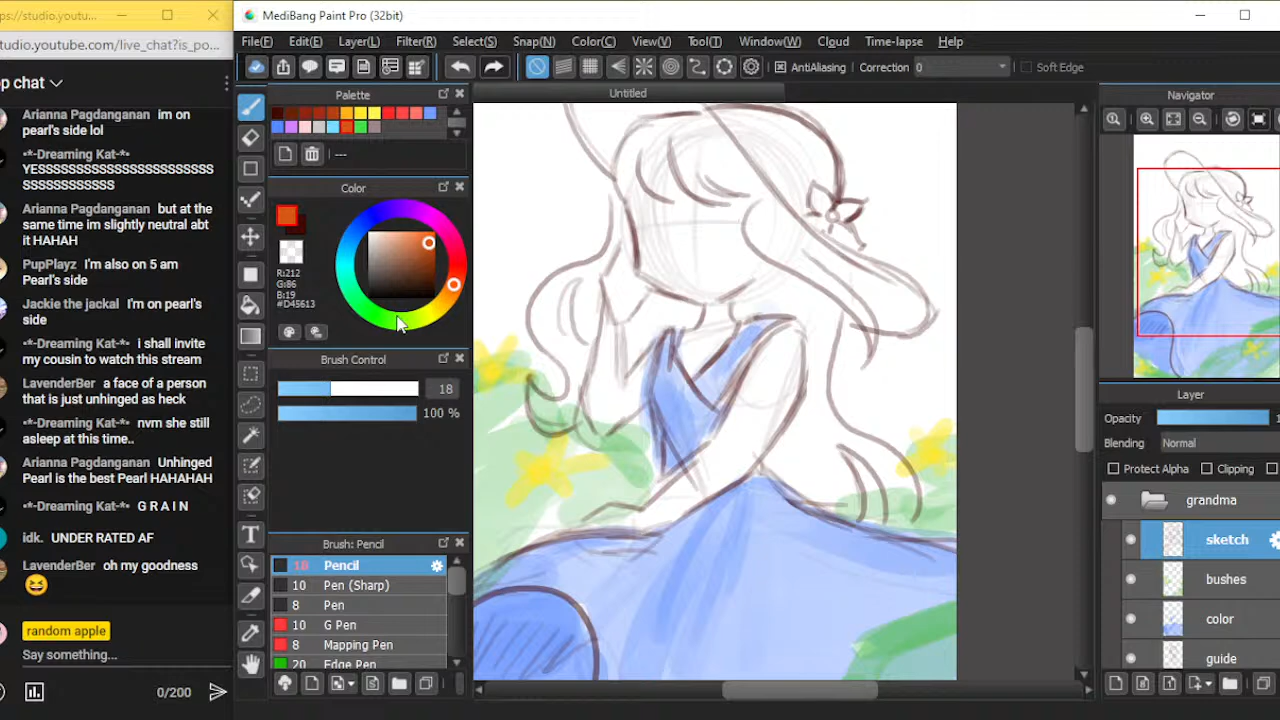 ps://studio.youtu...
tudio.youtube.com/live_chat?is_po...
op chat
Arianna Pagdanganan im on
pearl's side lol
•*-Dreaming Kat-*•
YESSSSSSSSSSSSSSSSSSSSSSS
SSSSSSSSSSSS
Arianna Pagdanganan but at the
same time im slightly neutral abt
it HAHAH
PupPlayz I'm also on 5 am
Pearl's side
Jackie the jackal I'm on pearl's
side
•*-Dreaming Kat-*• i shall invite
my cousin to watch this stream
LavenderBer a face of a person
that is just unhinged as heck
•*-Dreaming Kat-*• nvm she still
asleep at this time..
Arianna Pagdanganan Unhinged
Pearl is the best Pearl HAHAHAH
•*-Dreaming Kat-*• G R A I N
idk. UNDER RATED AF
LavenderBer oh my goodness
😆
random apple
Say something...
0/200
MediBang Paint Pro (32bit)
File(F) Edit(E) Layer(L) Filter(R) Select(S) Snap(N) Color(C) View(V) Tool(T) Window(W) Cloud Time-lapse Help
AntiAliasing Correction 0 Soft Edge
Palette
---
Color
R:212
G:86
B:19
#D45613
Brush Control
18
100 %
Brush: Pencil
18 Pencil
10 Pen (Sharp)
8 Pen
10 G Pen
8 Mapping Pen
20 Edge Pen
Untitled
Navigator
Layer
Opacity
Blending Normal
Protect Alpha Clipping
grandma
sketch
bushes
color
guide